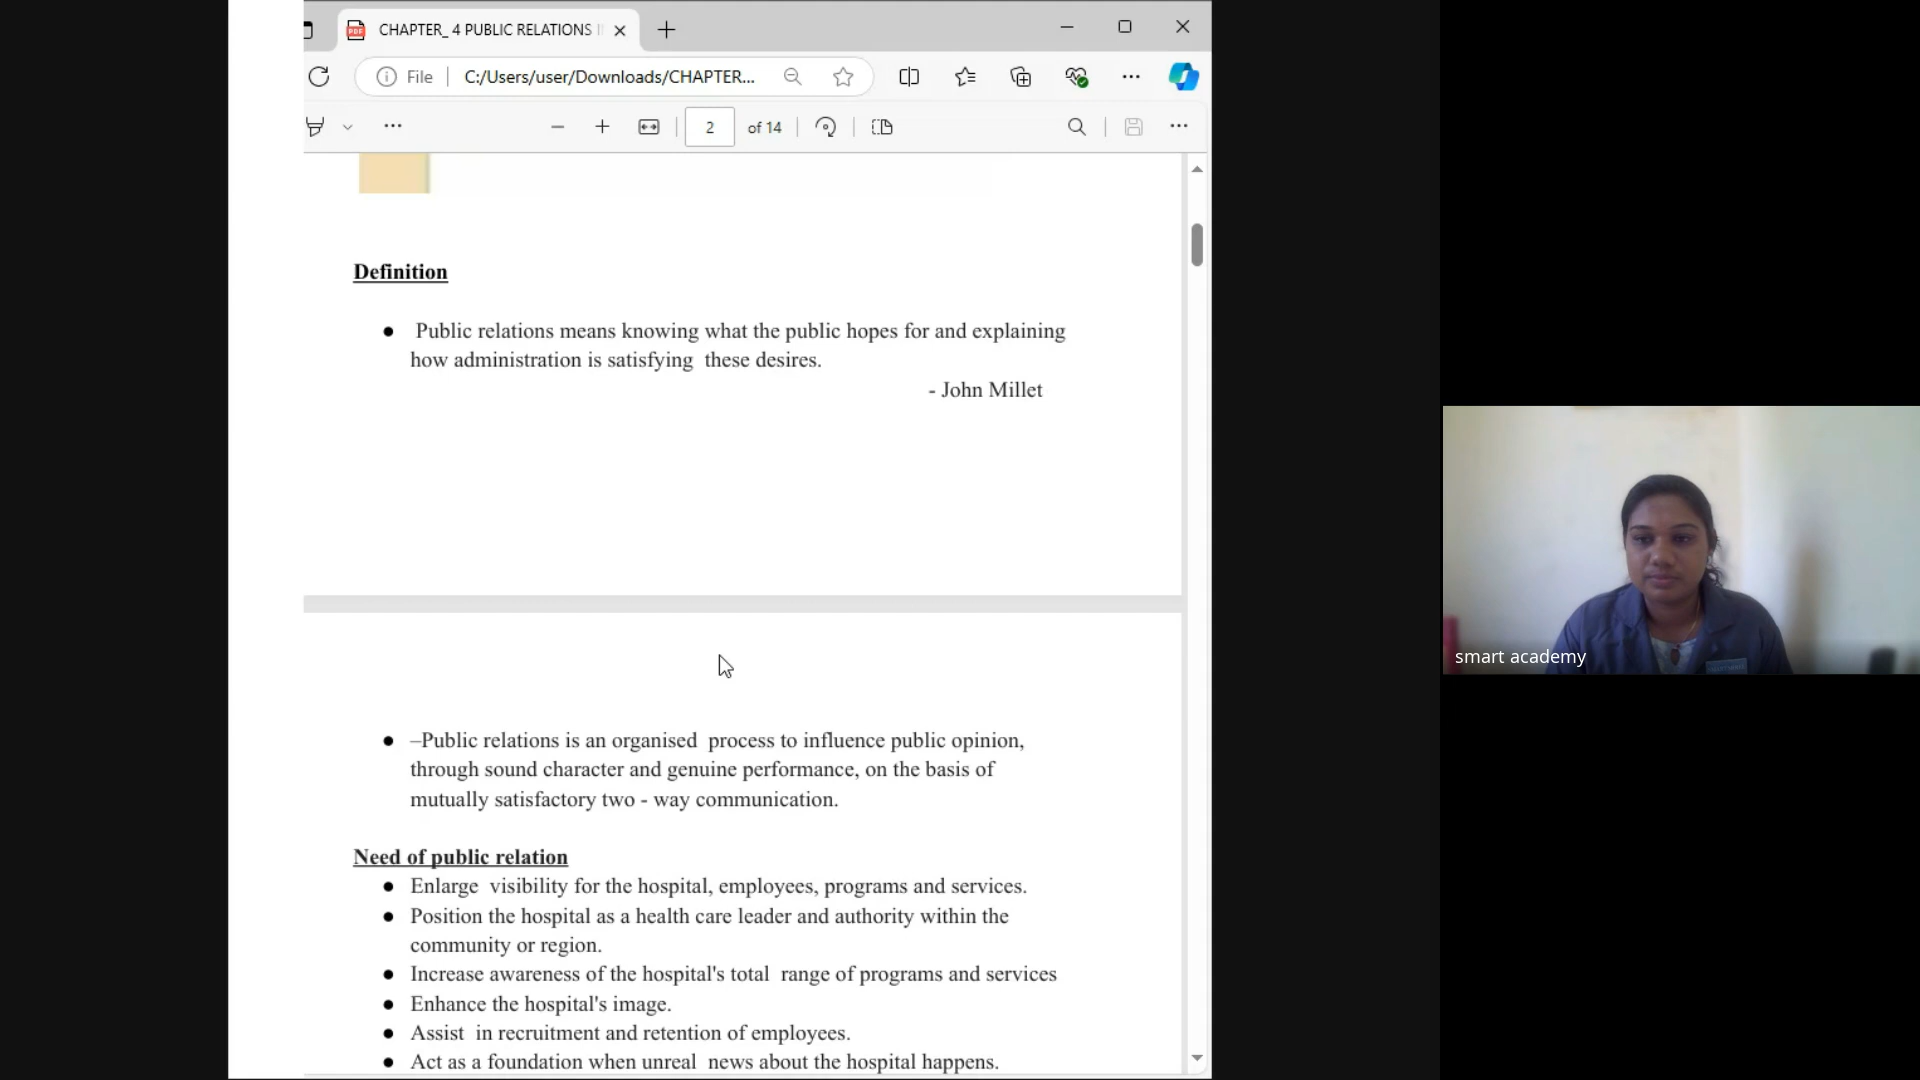 CHAPTER_ 4 PUBLIC RELATIONS
File
C:/Users/user/Downloads/CHAPTER...
2 of 14
Definition
● Public relations means knowing what the public hopes for and explaining
how administration is satisfying these desires.
- John Millet
● –Public relations is an organised process to influence public opinion,
through sound character and genuine performance, on the basis of
mutually satisfactory two - way communication.
Need of public relation
● Enlarge visibility for the hospital, employees, programs and services.
● Position the hospital as a health care leader and authority within the
community or region.
● Increase awareness of the hospital's total range of programs and services
● Enhance the hospital's image.
● Assist in recruitment and retention of employees.
● Act as a foundation when unreal news about the hospital happens.
smart academy